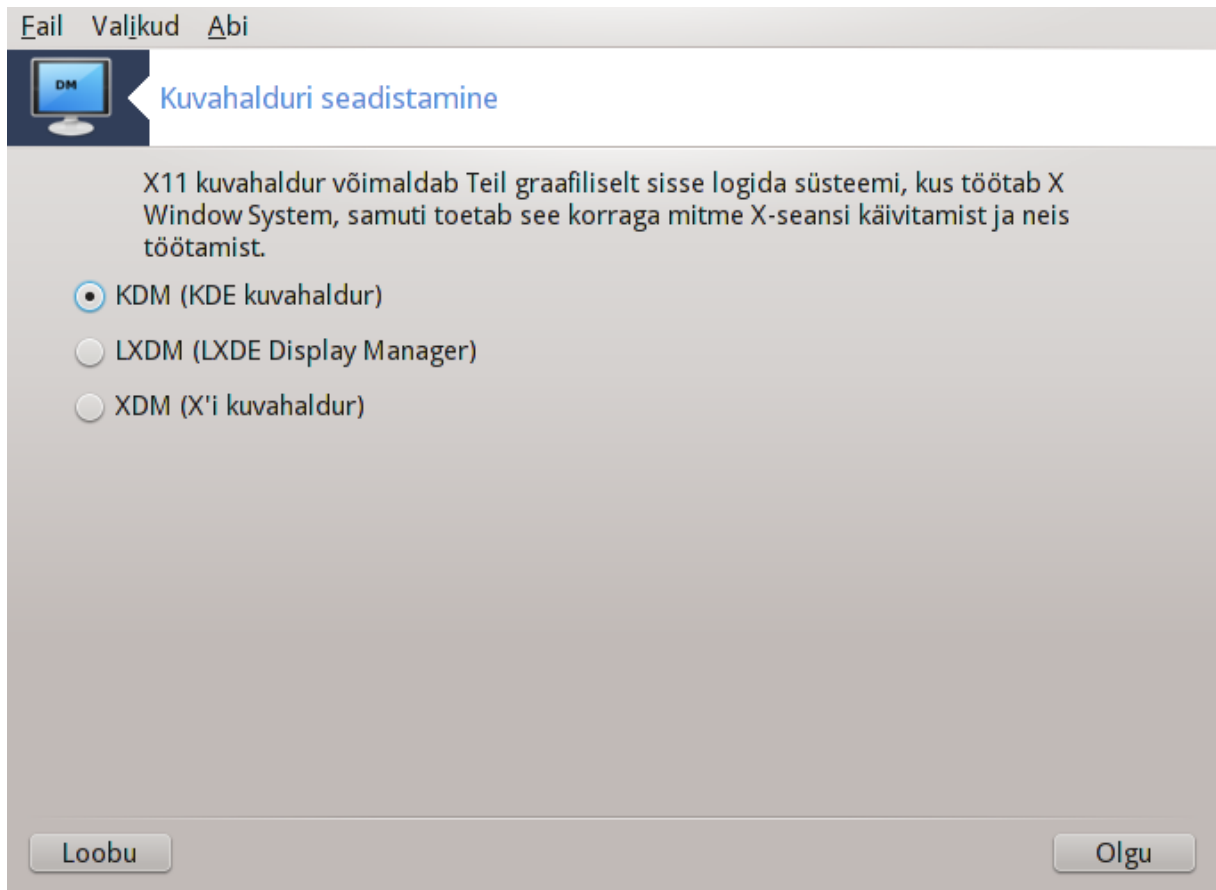 Fail Valikud Abi
DM
Kuvahalduri seadistamine
X11 kuvahaldur võimaldab Teil graafiliselt sisse logida süsteemi, kus töötab X
Window System, samuti toetab see korraga mitme X-seansi käivitamist ja neis
töötamist.
KDM (KDE kuvahaldur)
LXDM (LXDE Display Manager)
XDM (X'i kuvahaldur)
Loobu
Olgu